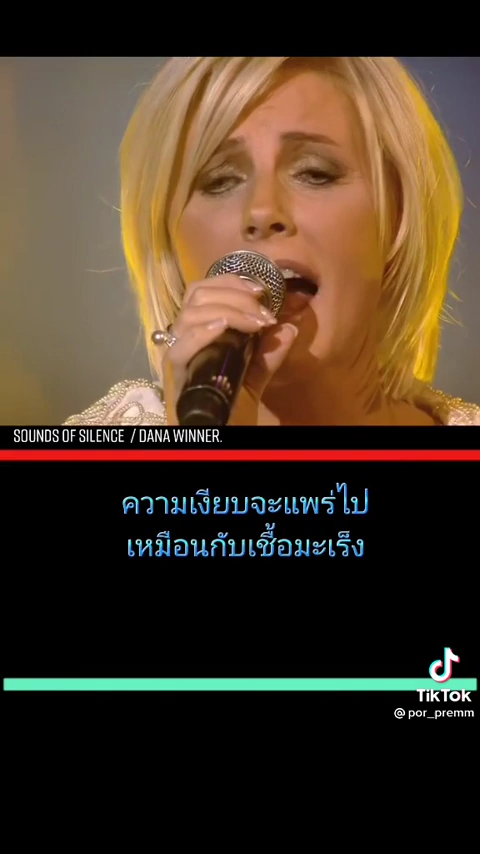 SOUNDS OF SILENCE / DANA WINNER.
ความเงียบจะแพร่ไป
เหมือนกับเชื้อมะเร็ง
TikTok
@por_premm